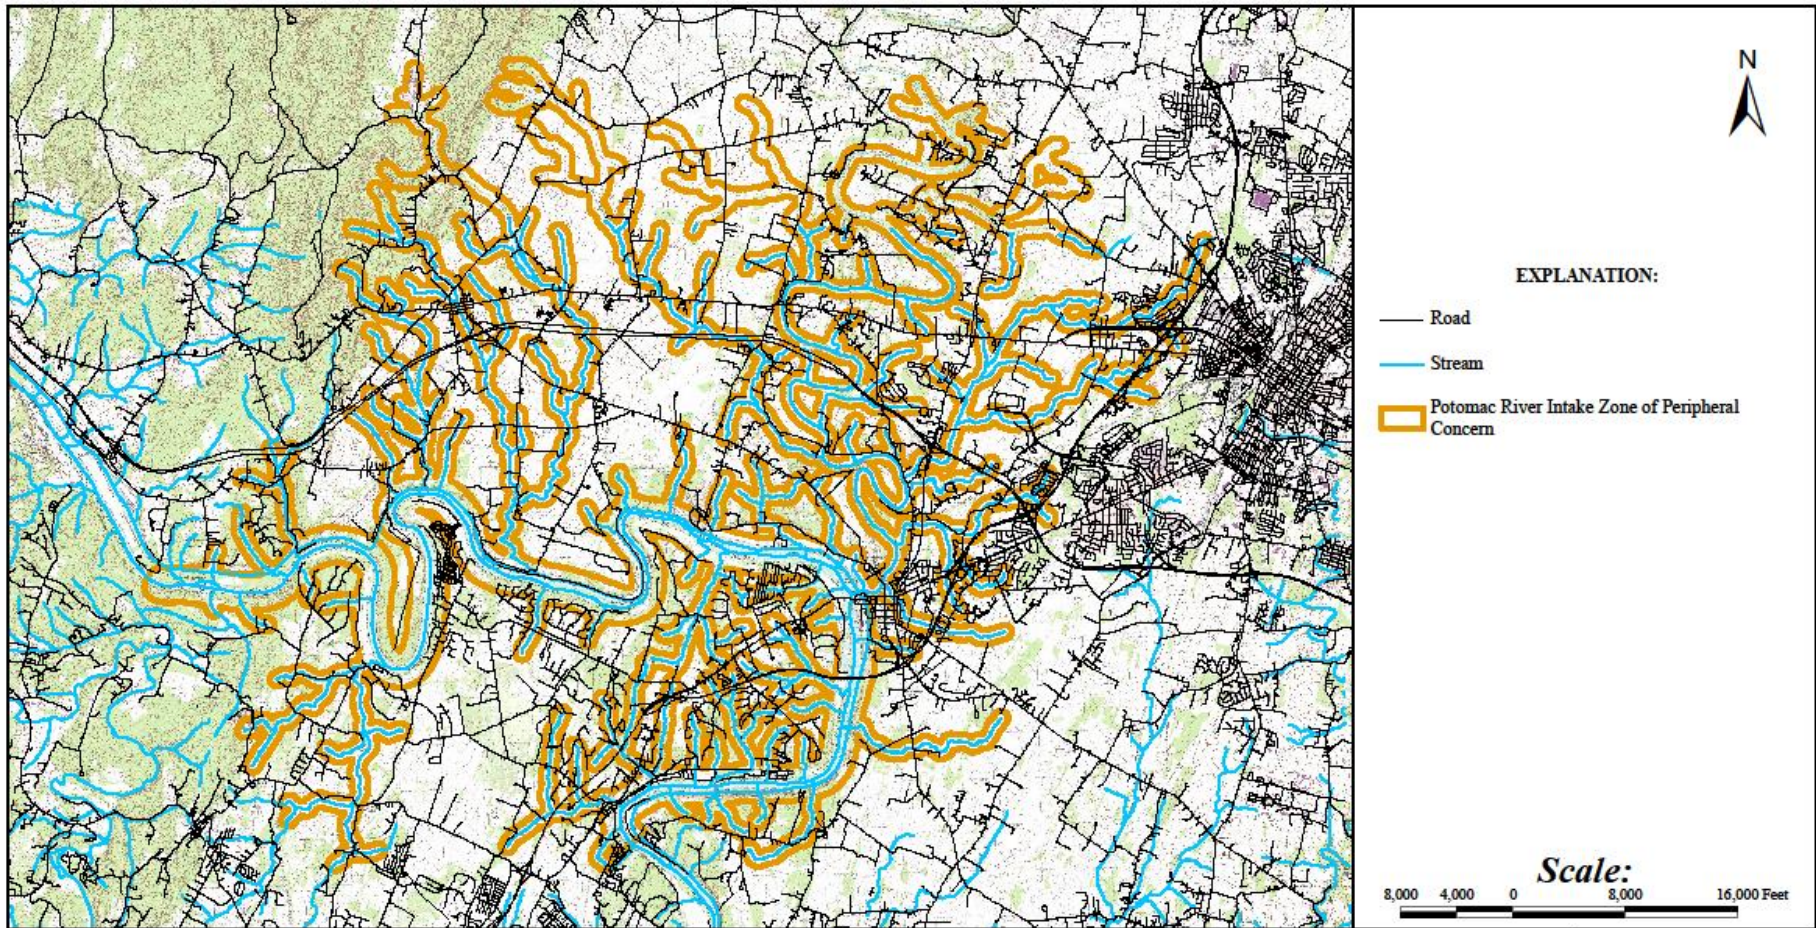 N
EXPLANATION:
Road
Stream
Potomac River Intake Zone of Peripheral
Concern
Scale:
8,000 4,000 0 8,000 16,000 Feet